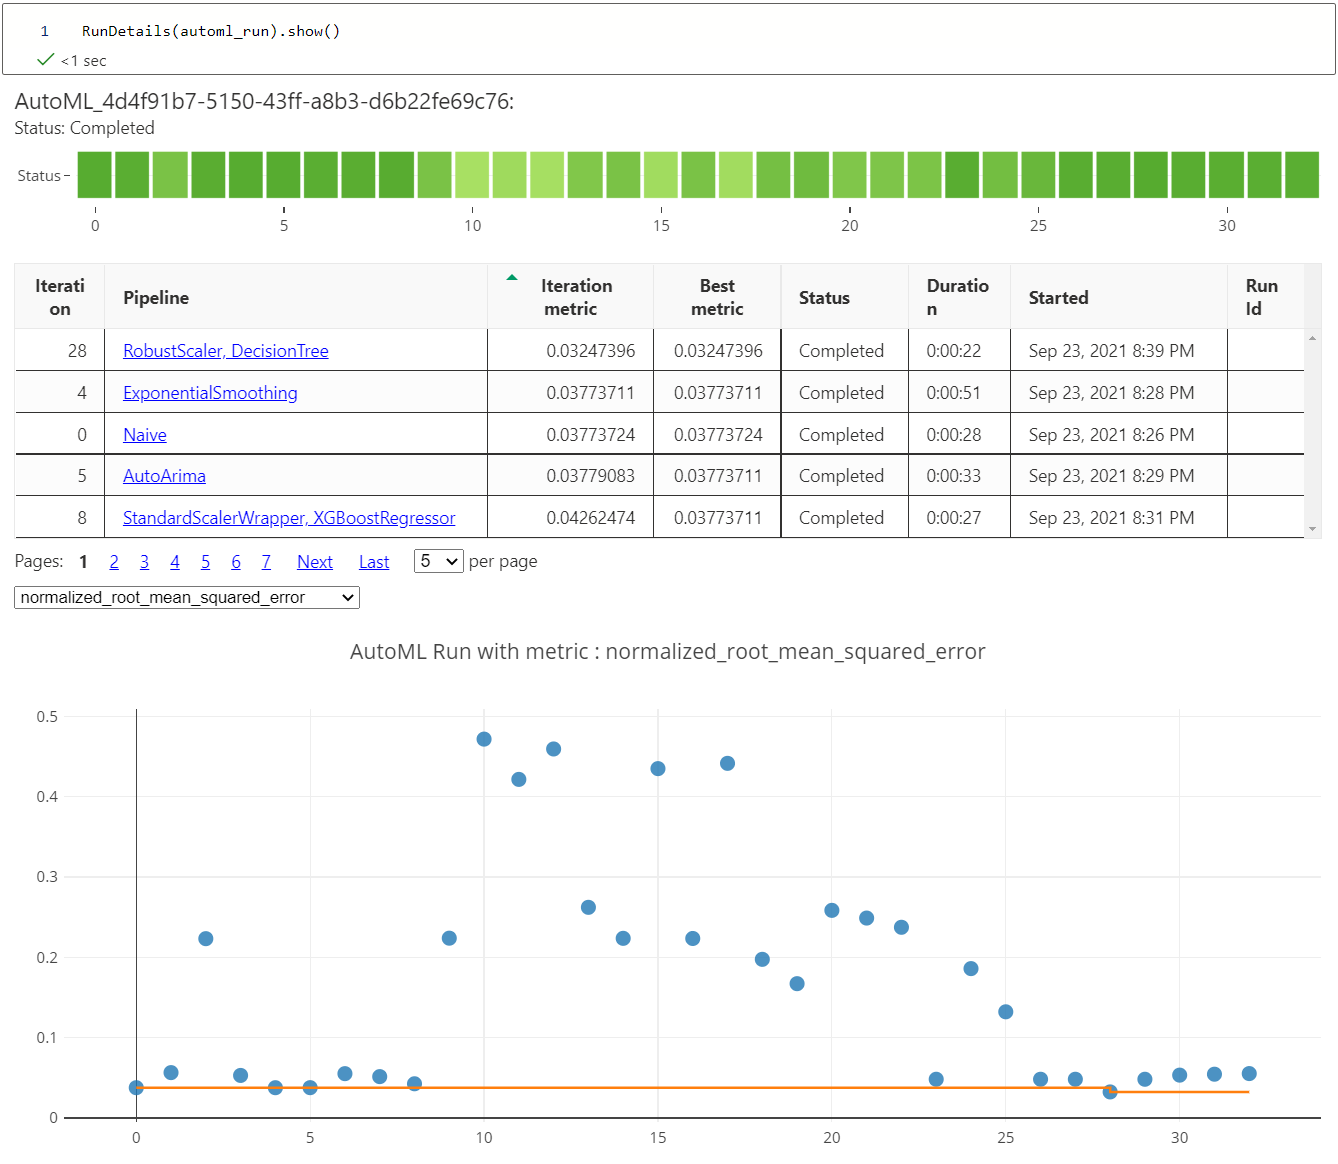 1 RunDetails(automl_run).show()
<1 sec
AutoML_4d4f91b7-5150-43ff-a8b3-d6b22fe69c76:
Status: Completed
Status
0 5 10 15 20 25 30
Iterati on Pipeline Iteration metric Best metric Status Duratio n Started Run Id
28 RobustScaler, DecisionTree 0.03247396 0.03247396 Completed 0:00:22 Sep 23, 2021 8:39 PM
4 ExponentialSmoothing 0.03773711 0.03773711 Completed 0:00:51 Sep 23, 2021 8:28 PM
0 Naive 0.03773724 0.03773724 Completed 0:00:28 Sep 23, 2021 8:26 PM
5 AutoArima 0.03779083 0.03773711 Completed 0:00:33 Sep 23, 2021 8:29 PM
8 StandardScalerWrapper, XGBoostRegressor 0.04262474 0.03773711 Completed 0:00:27 Sep 23, 2021 8:31 PM
Pages: 1 2 3 4 5 6 7 Next Last 5 per page
normalized_root_mean_squared_error
AutoML Run with metric : normalized_root_mean_squared_error
0.5
0.4
0.3
0.2
0.1
0
0 5 10 15 20 25 30